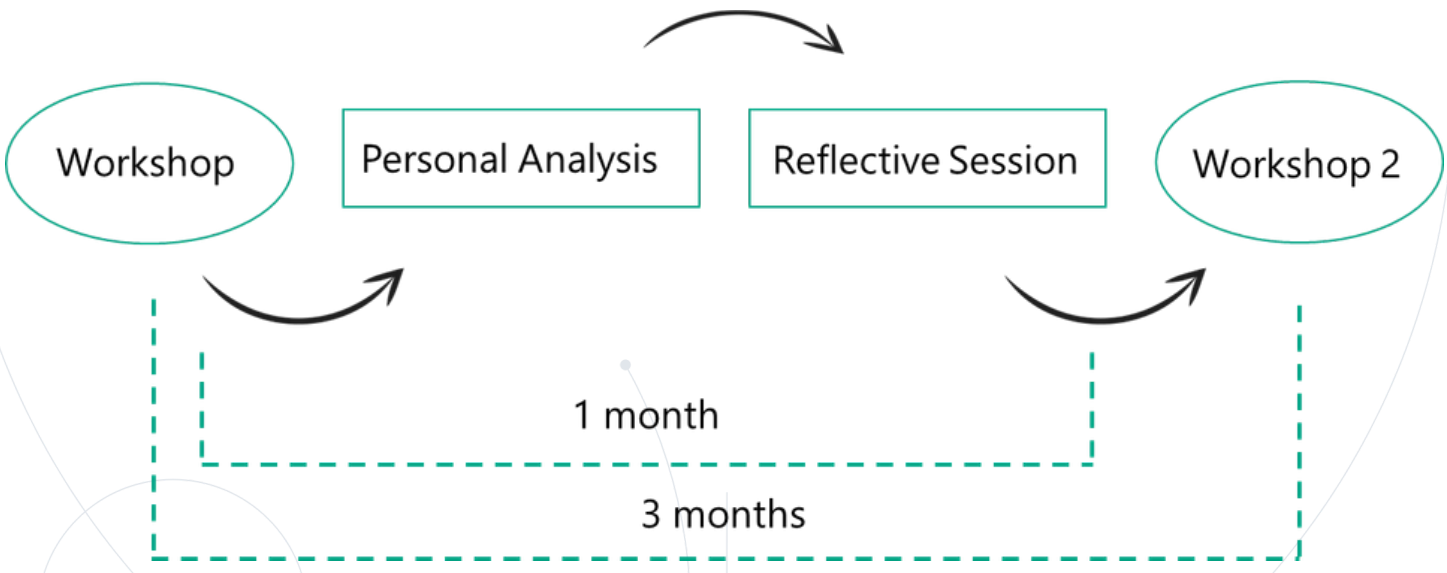 Workshop
Personal Analysis
Reflective Session
Workshop 2
1 month
3 months